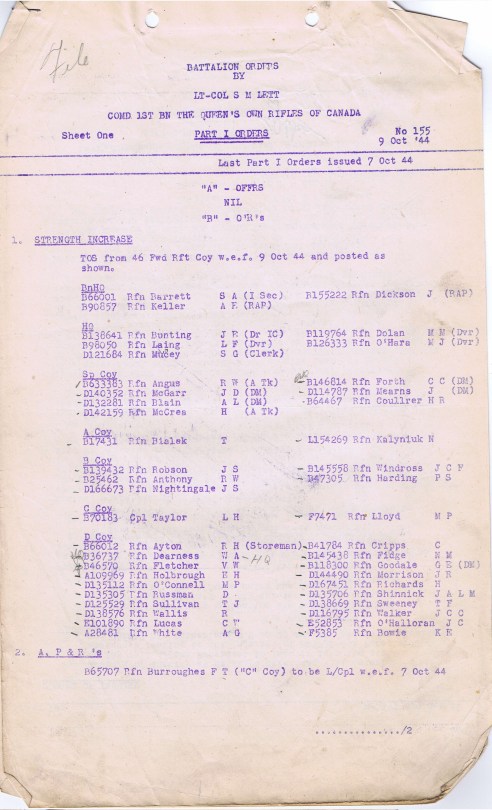 File
BATTALION ORDERS
BY
LT-COL S M LETT
COMD 1ST BN THE QUEEN'S OWN RIFLES OF CANADA
Sheet One PART I ORDERS No 155
9 Oct '44
Last Part I Orders issued 7 Oct 44
"A" - OFFRS
NIL
"B" - O'R's
1. STRENGTH INCREASE
TOS from 46 Fwd Rft Coy w.e.f. 9 Oct 44 and posted as
shown.
BnHQ
B66001 Rfn Barrett S A (I Sec) B155222 Rfn Dickson J (RAP)
B90857 Rfn Keller A E (RAP)
HQ
B138641 Rfn Bunting J E (Dr IC) B119764 Rfn Dolan M M (Dvr)
B98050 Rfn Laing L F (Dvr) B126333 Rfn O'Hara M J (Dvr)
D121684 Rfn S G (Clerk)
Sp Coy
B633383 Rfn Angus R W (A Tk) B146814 Rfn Forth C C (DM)
D140352 Rfn McGarr J D (DM) D114787 Rfn Mearns J (DM)
D132281 Rfn Blain A L (DM) B64467 Rfn Coullrer H R
D142159 Rfn McCrea H (A Tk)
A Coy
B17431 Rfn Bialek T L154269 Rfn Kalyniuk N
B Coy
B139432 Rfn Robson J S B145558 Rfn Windross J C F
B25462 Rfn Anthony R W B47305 Rfn Harding P S
D166673 Rfn Nightingale J S
C Coy
B70183 Cpl Taylor L H F7471 Rfn Lloyd M P
D Coy
B66012 Rfn Ayton R H (Storeman) B41784 Rfn Cripps C
B36737 Rfn Dearness W A - HQ B145438 Rfn Fidge M M
B46570 Rfn Fletcher V W B118300 Rfn Goodale G E (DM)
A109969 Rfn Holbrough E H D144490 Rfn Morrison J R
D135112 Rfn O'Connell M P D167451 Rfn Richards H
D135305 Rfn Russman D D135706 Rfn Shinnick J A L M
D125529 Rfn Sullivan T J D138669 Rfn Sweeney T F
D138576 Rfn Wallis R D116795 Rfn Walker J C C
E101890 Rfn Lucas C W E52853 Rfn O'Halloran J C
A28481 Rfn White A G F5385 Rfn Bowie K E
2. A, P & R 's
B65707 Rfn Burroughes F T ("C" Coy) to be L/Cpl w.e.f. 7 Oct 44
.............../2